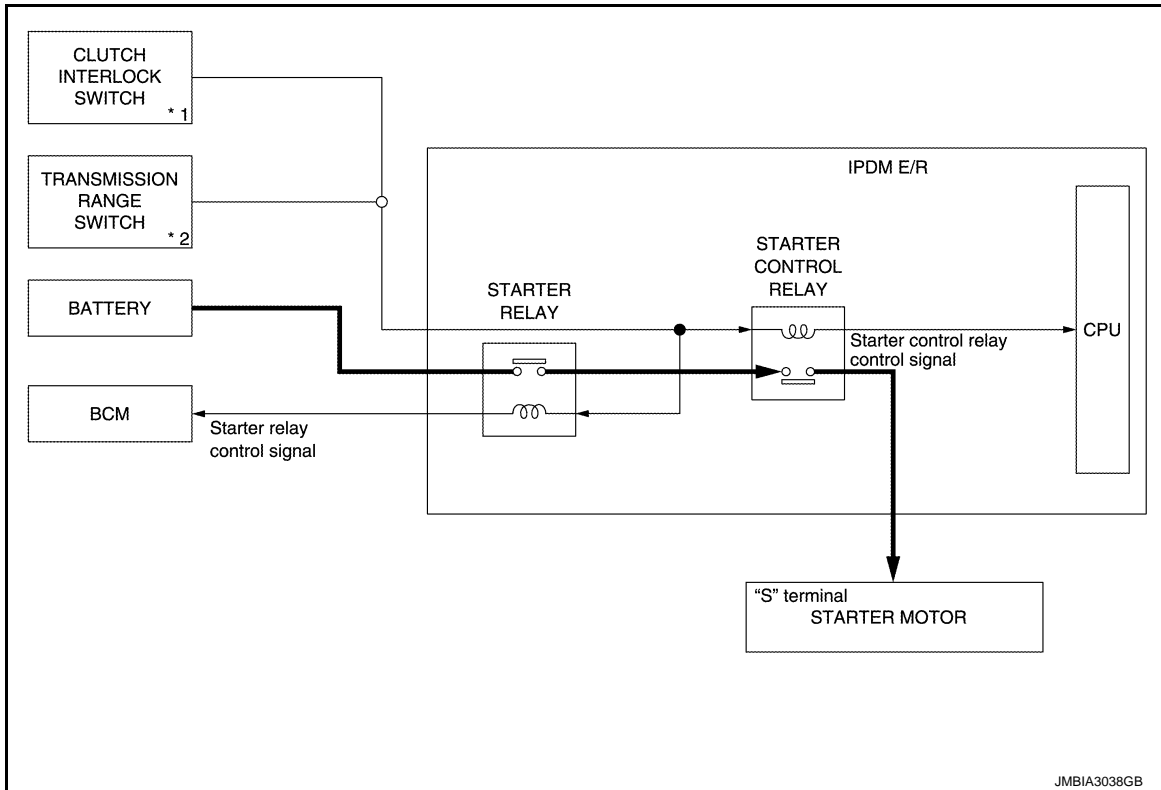 CLUTCH
INTERLOCK
SWITCH
* 1
TRANSMISSION
RANGE
SWITCH
* 2
BATTERY
BCM
Starter relay
control signal
IPDM E/R
STARTER
RELAY
STARTER
CONTROL
RELAY
Starter control relay
control signal
CPU
“S” terminal
STARTER MOTOR
JMBIA3038GB